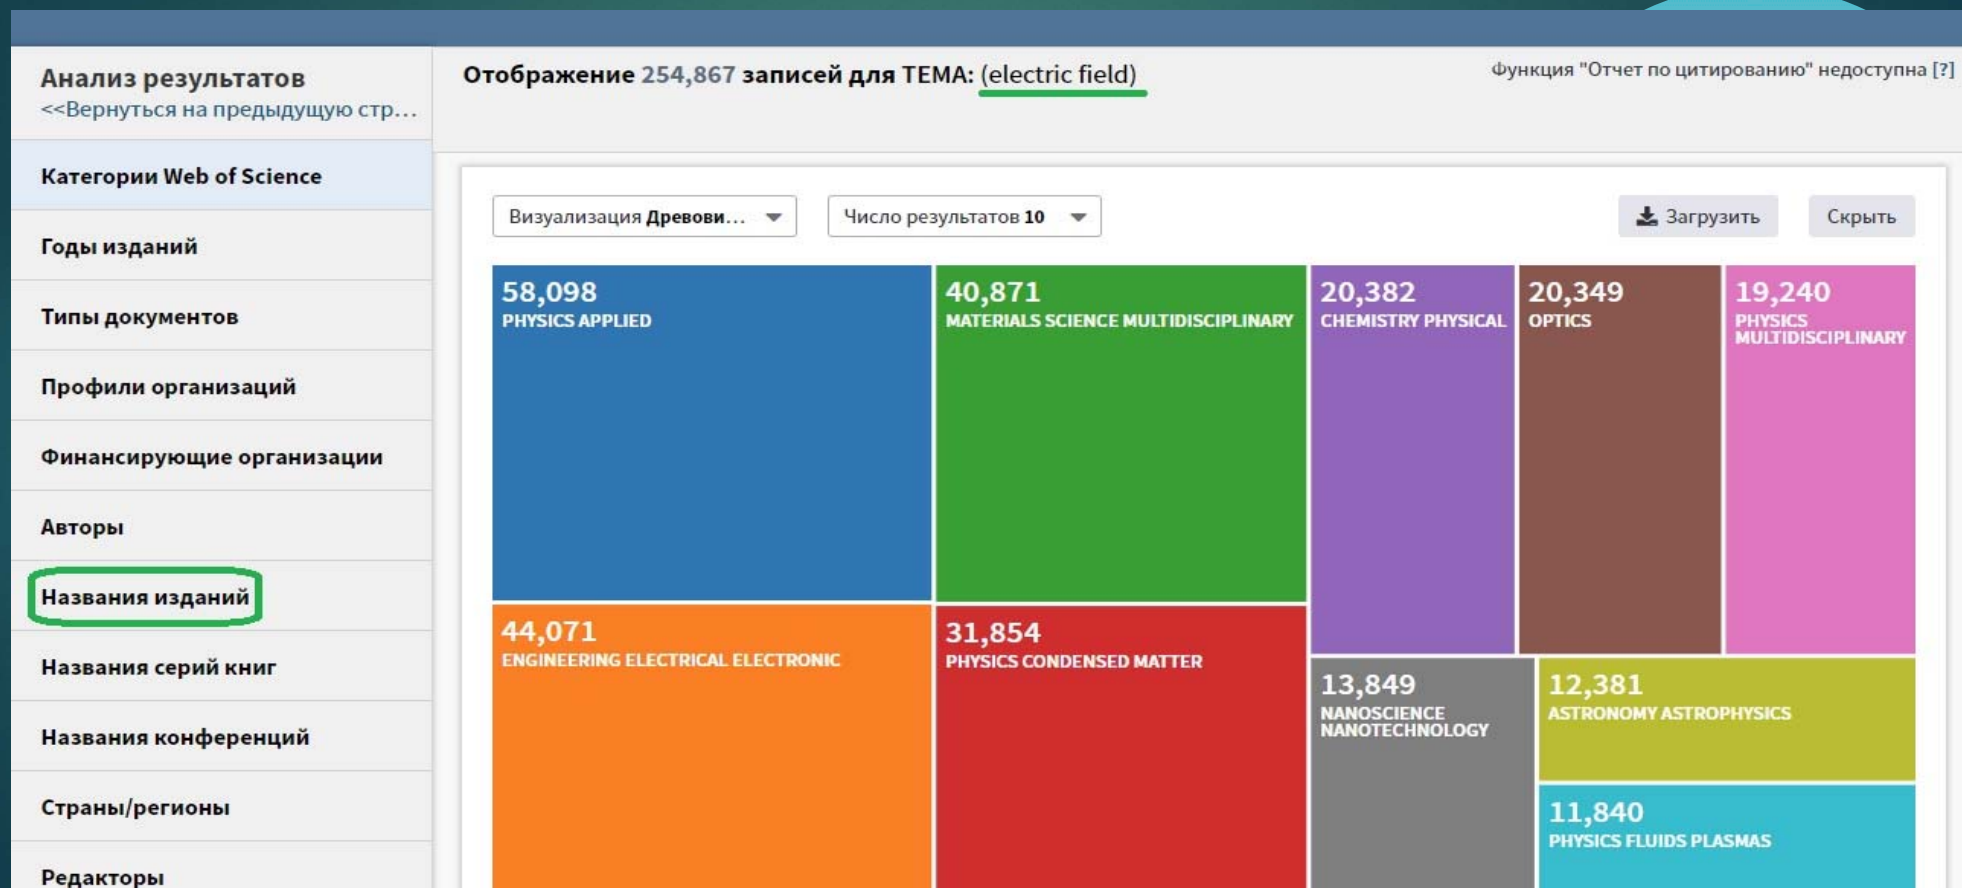 Анализ результатов
<<Вернуться на предыдущую стр...
Категории Web of Science
Годы изданий
Типы документов
Профили организаций
Финансирующие организации
Авторы
Названия изданий
Названия серий книг
Названия конференций
Страны/регионы
Редакторы
Отображение 254,867 записей для ТЕМА: (electric field)
Функция "Отчет по цитированию" недоступна [?]
Визуализация Древови...
Число результатов 10
Загрузить
Скрыть
58,098
PHYSICS APPLIED
40,871
MATERIALS SCIENCE MULTIDISCIPLINARY
20,382
CHEMISTRY PHYSICAL
20,349
OPTICS
19,240
PHYSICS
MULTIDISCIPLINARY
44,071
ENGINEERING ELECTRICAL ELECTRONIC
31,854
PHYSICS CONDENSED MATTER
13,849
NANOSCIENCE
NANOTECHNOLOGY
12,381
ASTRONOMY ASTROPHYSICS
11,840
PHYSICS FLUIDS PLASMAS